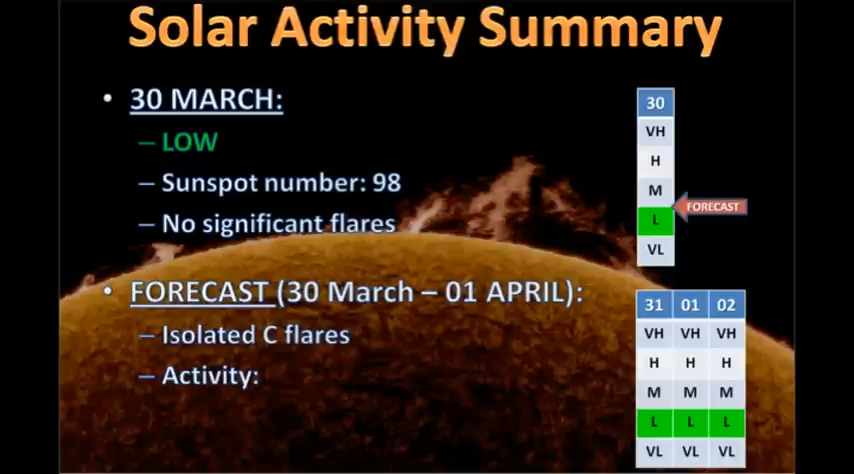 Solar Activity Summary
• 30 MARCH:
– LOW
– Sunspot number: 98
– No significant flares
30
VH
H
M
FORECAST
L
VL
• FORECAST (30 March – 01 APRIL):
– Isolated C flares
– Activity:
31 01 02
VH VH VH
H H H
M M M
L L L
VL VL VL